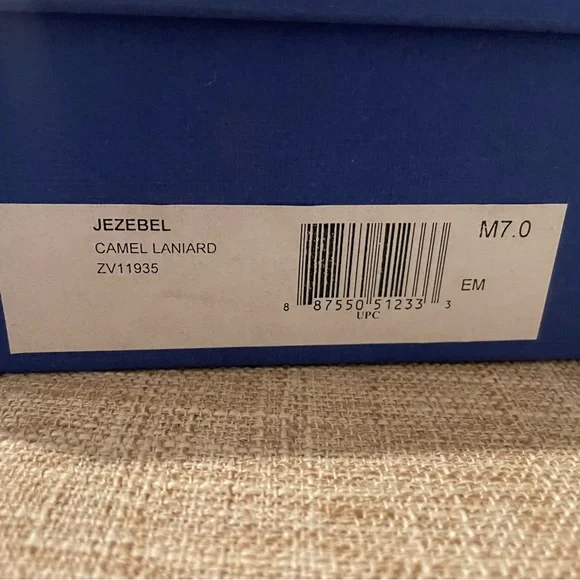 JEZEBEL
CAMEL LANIARD
ZV11935
M7.0
EM
8 87550 51233 3
UPC